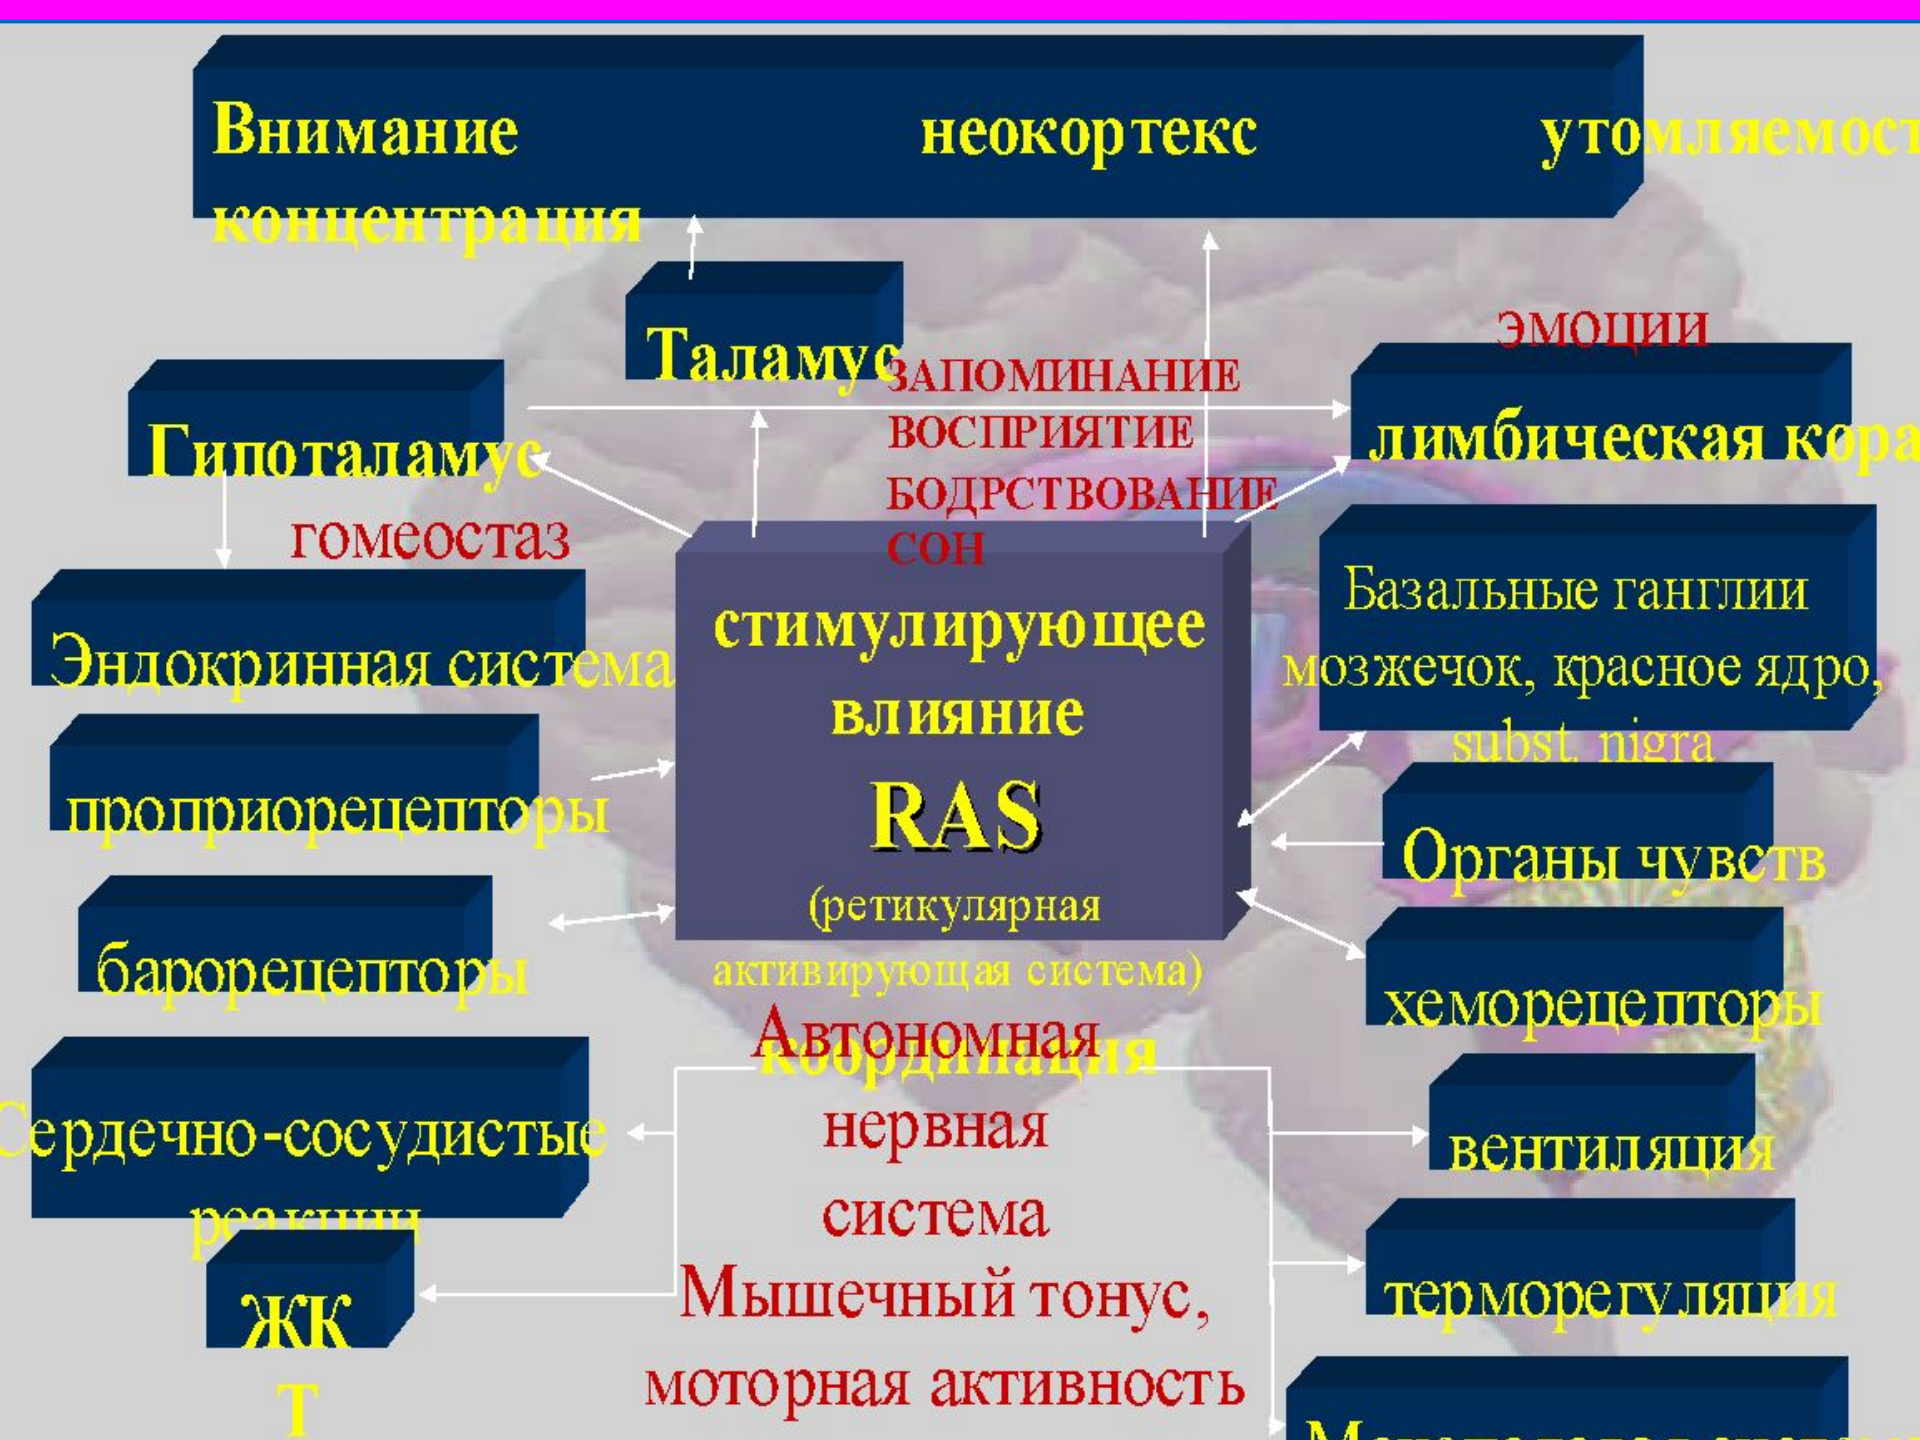 Внимание неокортекс
концентрация
Таламус
эмоции
ЗАПОМИНАНИЕ
Гипоталамус
ВОСПРИЯТИЕ
лимбическая кора
БОДРСТВОВАНИЕ
гомеостаз
СОН
Базальные ганглии
мозжечок, красное ядро,
subst. nigra
Эндокринная система
стимулирующее
влияние
RAS
(ретикулярная
активирующая система)
координация
проприорецепторы
Органы чувств
барорецепторы
хеморецепторы
Автономная
нервная
система
Сердечно-сосудистые
реакции
вентиляция
ЖК
Т
терморегуляция
Мышечный тонус,
моторная активность